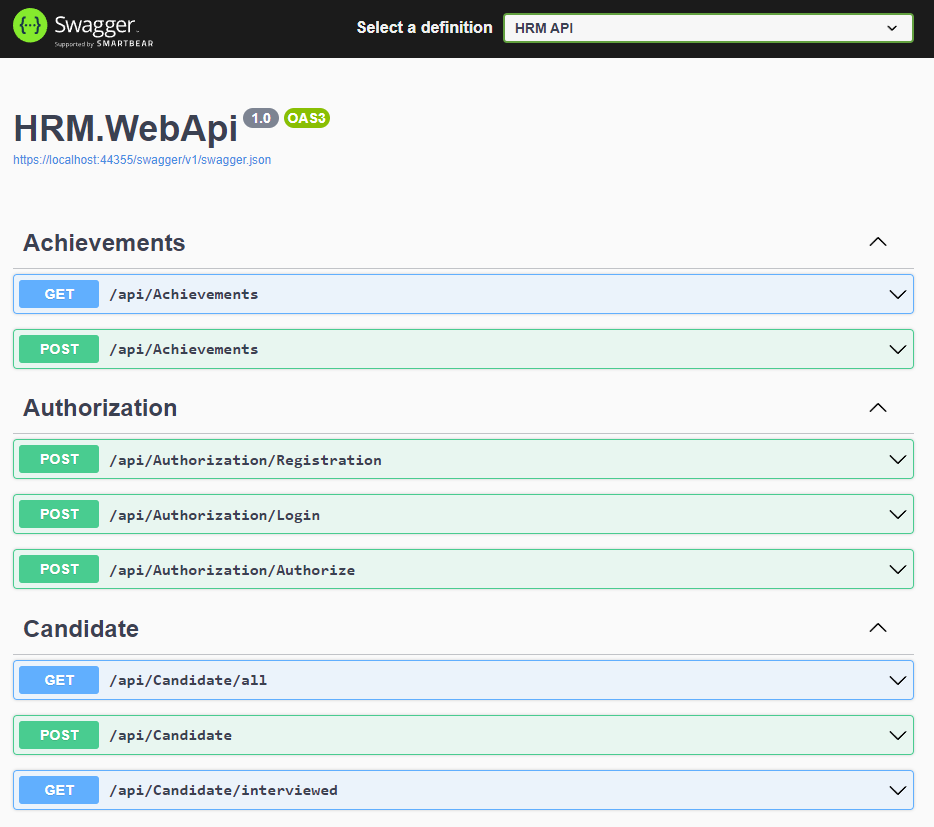 Swagger
Supported by SMARTBEAR
Select a definition
HRM API
HRM.WebApi 1.0 OAS3
https://localhost:44355/swagger/v1/swagger.json
Achievements
GET /api/Achievements
POST /api/Achievements
Authorization
POST /api/Authorization/Registration
POST /api/Authorization/Login
POST /api/Authorization/Authorize
Candidate
GET /api/Candidate/all
POST /api/Candidate
GET /api/Candidate/interviewed